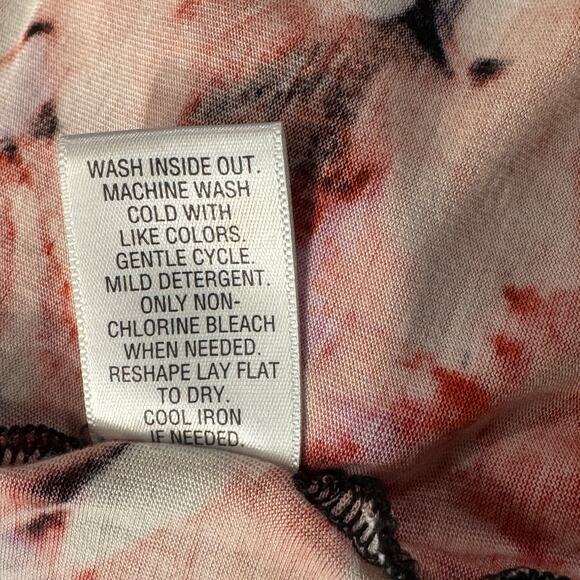 WASH INSIDE OUT.
MACHINE WASH
COLD WITH
LIKE COLORS.
GENTLE CYCLE.
MILD DETERGENT.
ONLY NON-
CHLORINE BLEACH
WHEN NEEDED.
RESHAPE LAY FLAT
TO DRY.
COOL IRON
IF NEEDED.